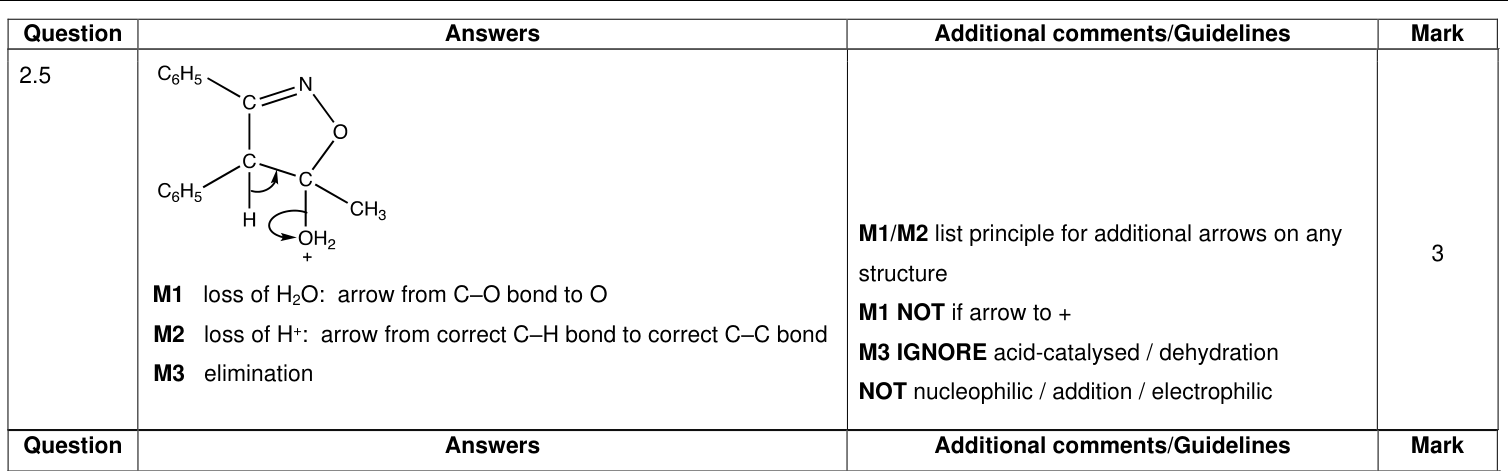 Question Answers Additional comments/Guidelines Mark
2.5
C₆H₅
N
C
O
C
C
C₆H₅
CH₃
H
OH₂
+
M1 loss of H₂O: arrow from C–O bond to O
M2 loss of H⁺: arrow from correct C–H bond to correct C–C bond
M3 elimination
M1/M2 list principle for additional arrows on any
structure
M1 NOT if arrow to +
M3 IGNORE acid-catalysed / dehydration
NOT nucleophilic / addition / electrophilic
3
Question Answers Additional comments/Guidelines Mark